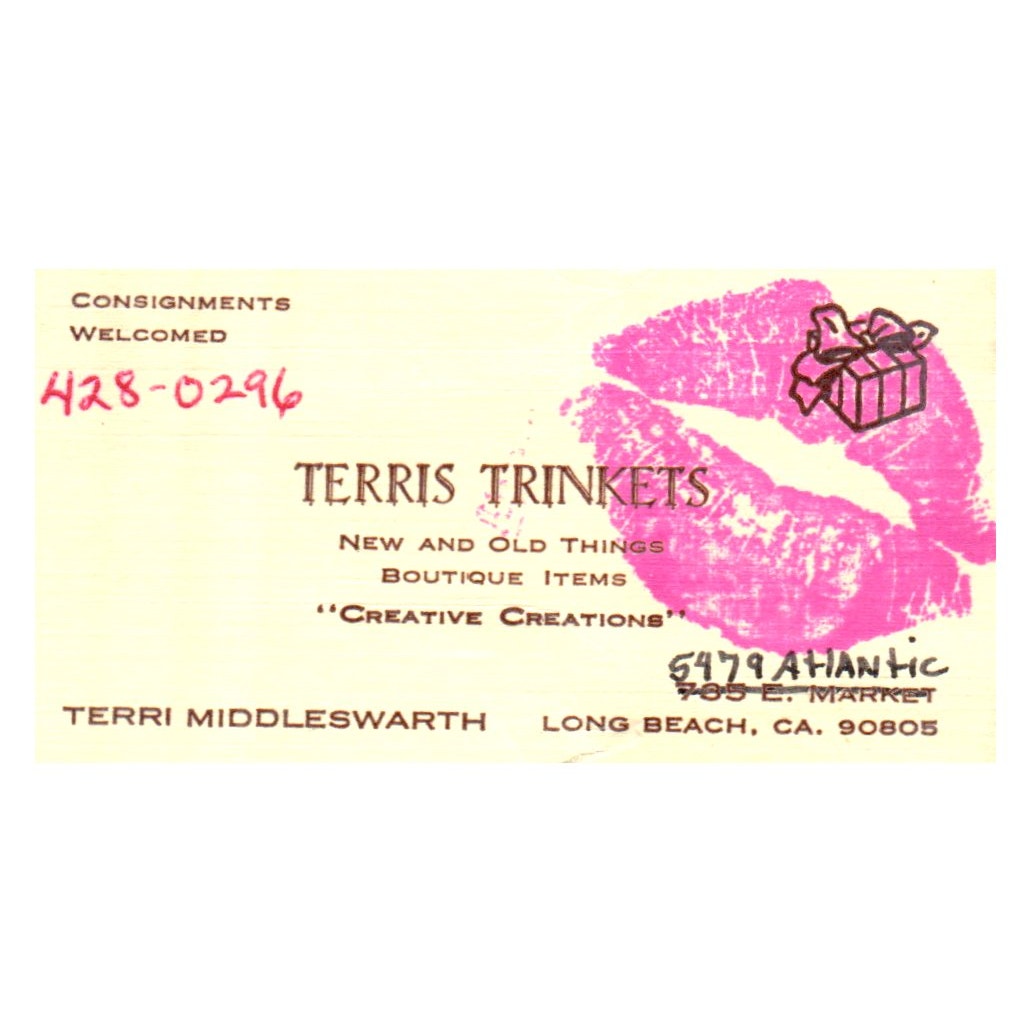 CONSIGNMENTS
WELCOMED
428-0296
TERRIS TRINKETS
NEW AND OLD THINGS
BOUTIQUE ITEMS
"CREATIVE CREATIONS"
5479 AtlANtic
785 E. MARKET
TERRI MIDDLESWARTH LONG BEACH, CA. 90805